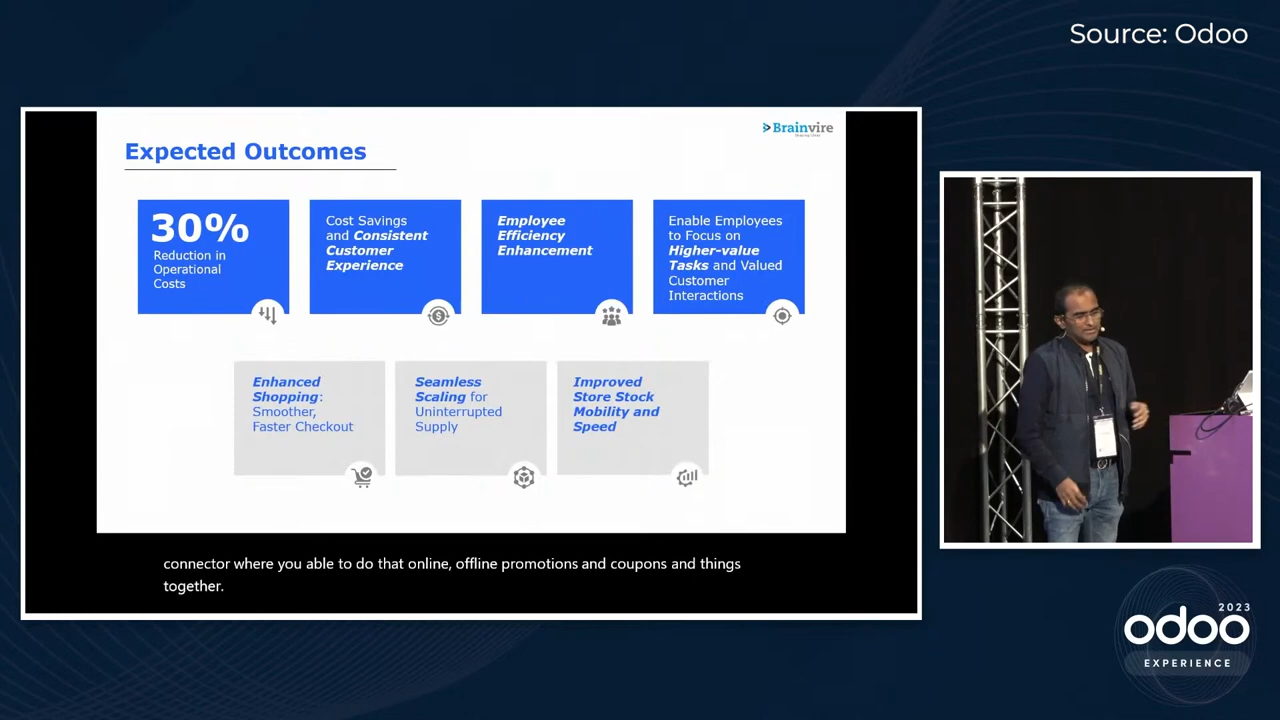 Source: Odoo
Brainvire
Expected Outcomes
30%
Reduction in
Operational
Costs
Cost Savings
and Consistent
Customer
Experience
Employee
Efficiency
Enhancement
Enable Employees
to Focus on
Higher-value
Tasks and Valued
Customer
Interactions
Enhanced
Shopping:
Smoother,
Faster Checkout
Seamless
Scaling for
Uninterrupted
Supply
Improved
Store Stock
Mobility and
Speed
connector where you able to do that online, offline promotions and coupons and things
together.
2023
odoo
EXPERIENCE